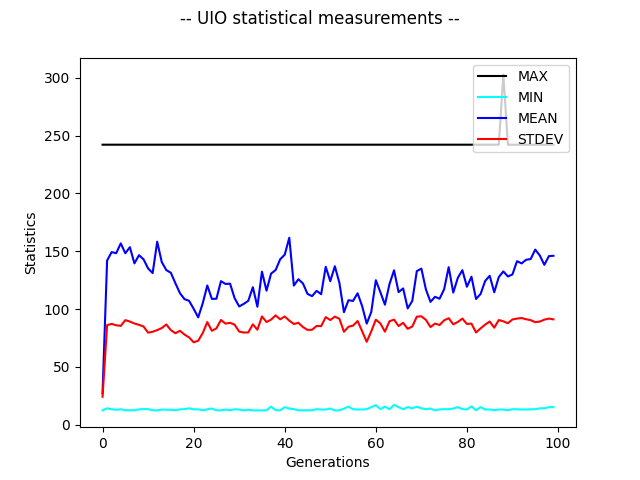 -- UIO statistical measurements --
300
250
200
150
100
50
0
Statistics
MAX
MIN
MEAN
STDEV
0 20 40 60 80 100
Generations